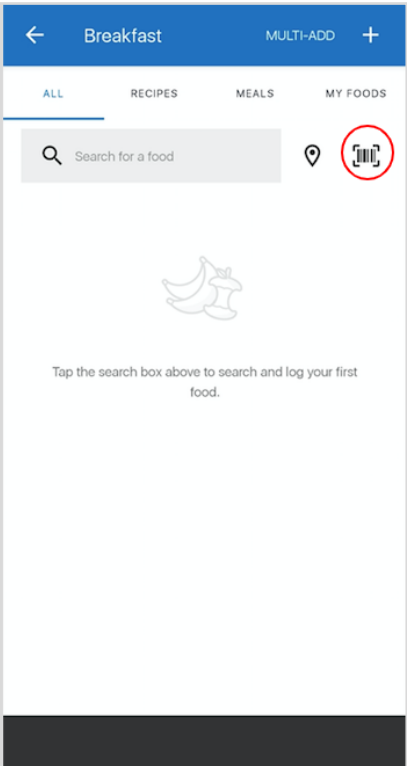 Breakfast MULTI-ADD +
ALL RECIPES MEALS MY FOODS
Search for a food
Tap the search box above to search and log your first
food.